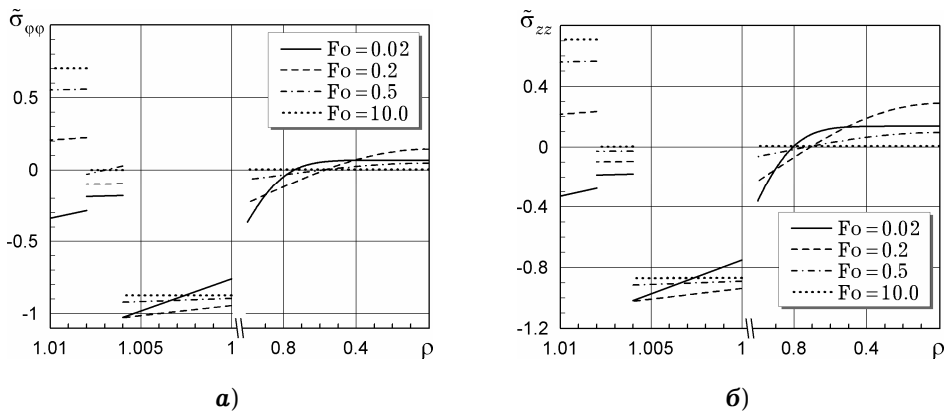 σ̃φφ
0.5
0
-0.5
-1
Fo = 0.02
Fo = 0.2
Fo = 0.5
Fo = 10.0
1.01 1.005 1 0.8 0.4 ρ
а)
σ̃zz
0.4
0
-0.4
-0.8
-1.2
Fo = 0.02
Fo = 0.2
Fo = 0.5
Fo = 10.0
1.01 1.005 1 0.8 0.4 ρ
б)